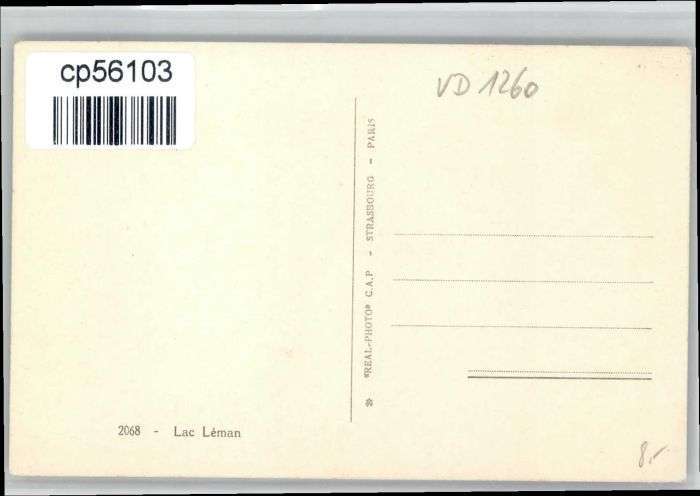 cp56103
VD 1260
"REAL-PHOTO" C.A.P - STRASBOURG - PARIS
2068 - Lac Léman
8.-